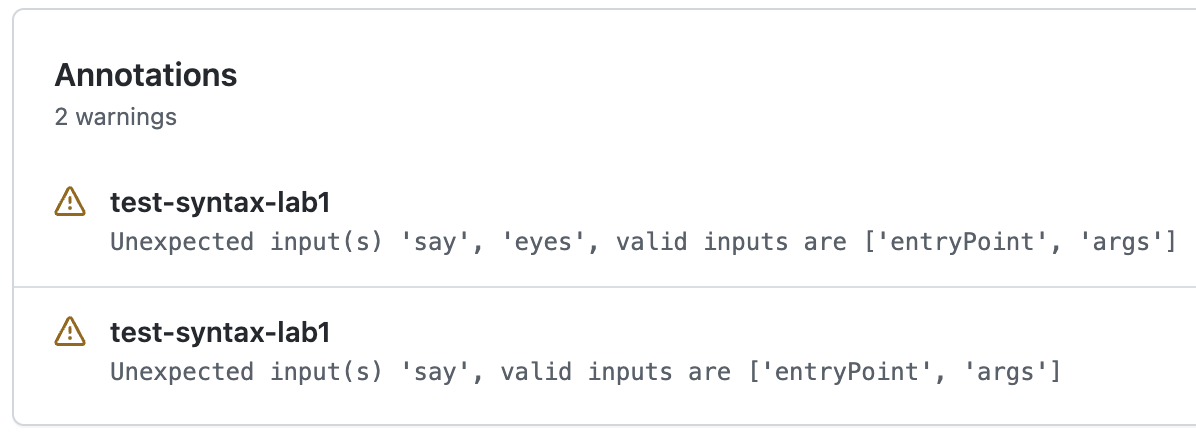 Annotations
2 warnings
test-syntax-lab1
Unexpected input(s) 'say', 'eyes', valid inputs are ['entryPoint', 'args']
test-syntax-lab1
Unexpected input(s) 'say', valid inputs are ['entryPoint', 'args']